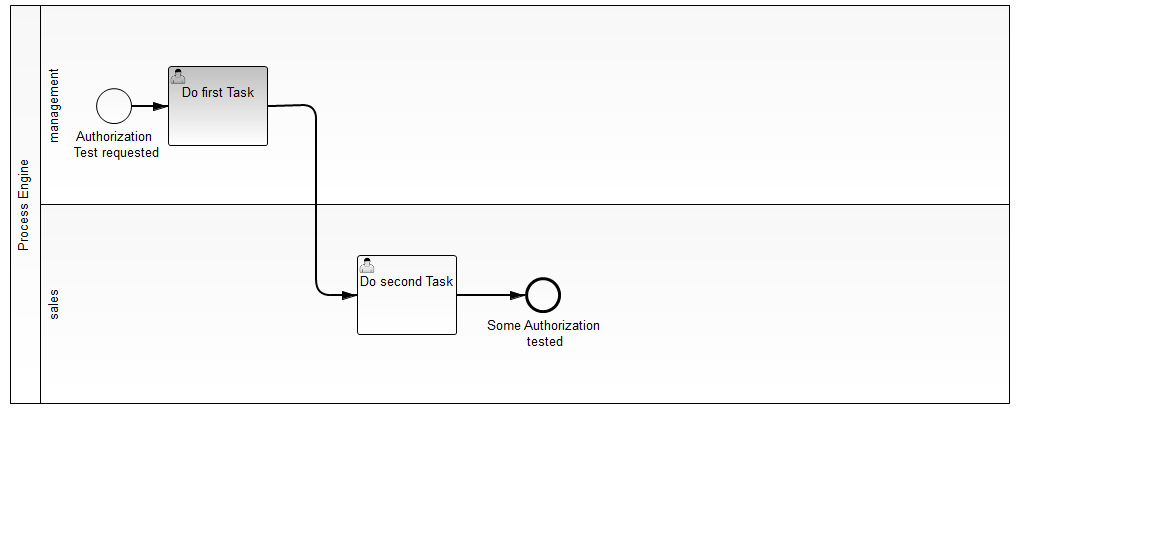 Process Engine
management
Do first Task
Authorization
Test requested
sales
Do second Task
Some Authorization
tested